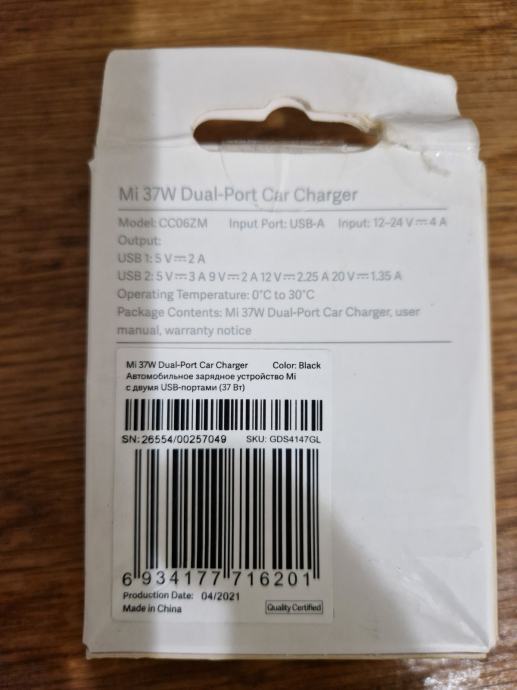 Mi 37W Dual-Port Car Charger
Model: CC06ZM Input Port: USB-A Input: 12–24 V⎓4 A
Output:
USB 1: 5 V⎓2 A
USB 2: 5 V⎓3 A 9 V⎓2 A 12 V⎓2.25 A 20 V⎓1.35 A
Operating Temperature: 0°C to 30°C
Package Contents: Mi 37W Dual-Port Car Charger, user
manual, warranty notice
Mi 37W Dual-Port Car Charger Color: Black
Автомобильное зарядное устройство Mi
с двумя USB-портами (37 Вт)
SN: 26554/00257049 SKU: GDS4147GL
6 934177 716201
Production Date: 04/2021
Made in China Quality Certified